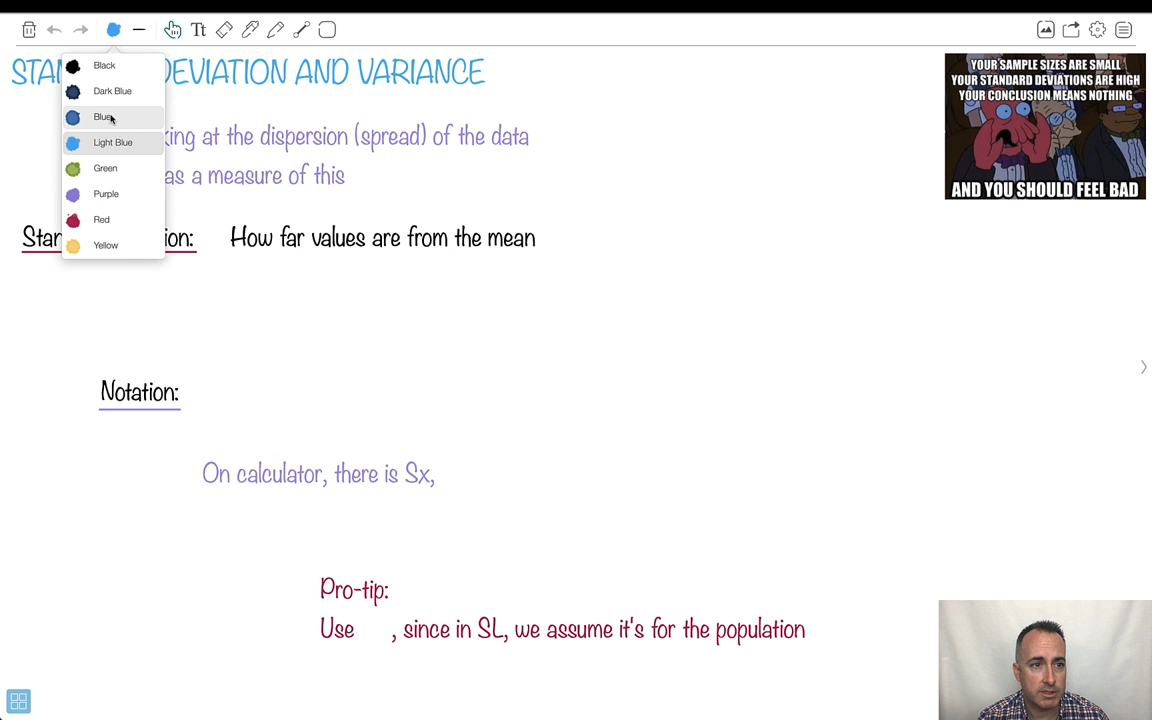 Tt
Black
Dark Blue
Blue
Light Blue
Green
Purple
Red
Yellow
STAN DEVIATION AND VARIANCE
king at the dispersion (spread) of the data
as a measure of this
Stan ion: How far values are from the mean
Notation:
On calculator, there is Sx,
Pro-tip:
Use , since in SL, we assume it's for the population
YOUR SAMPLE SIZES ARE SMALL
YOUR STANDARD DEVIATIONS ARE HIGH
YOUR CONCLUSION MEANS NOTHING
AND YOU SHOULD FEEL BAD